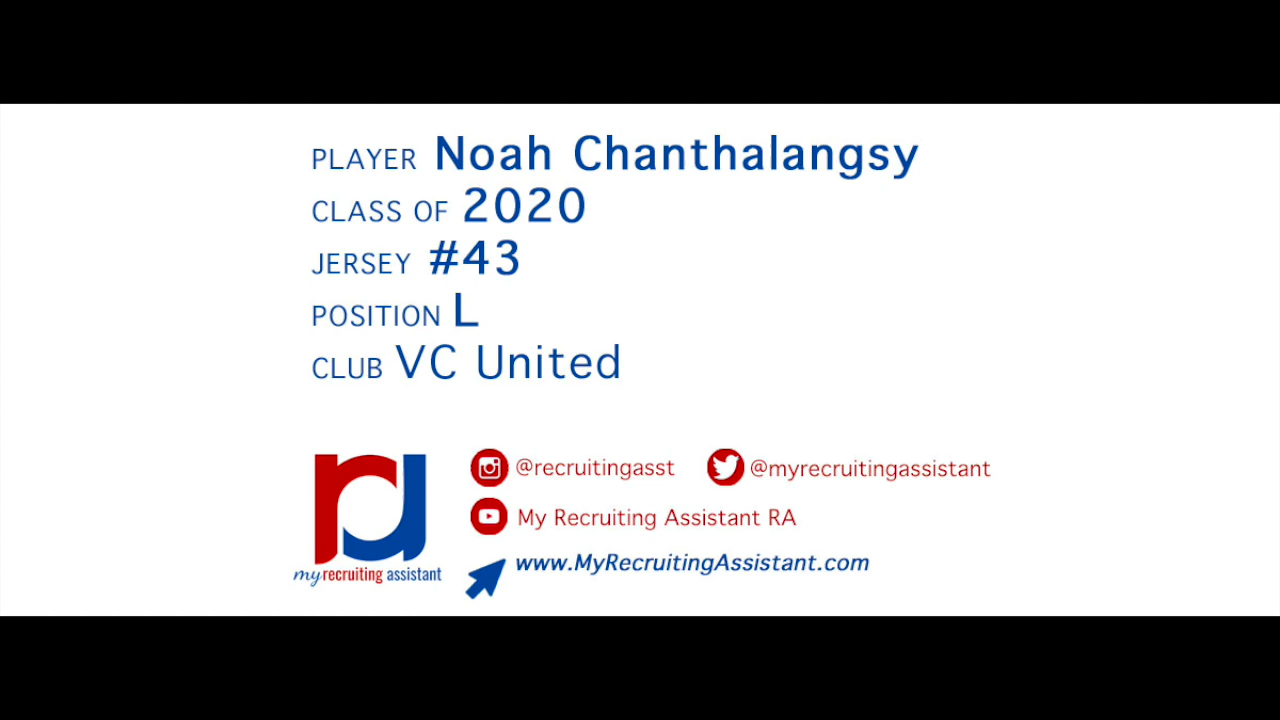 PLAYER Noah Chanthalangsy
CLASS OF 2020
JERSEY #43
POSITION L
CLUB VC United
@recruitingasst @myrecruitingassistant
My Recruiting Assistant RA
www.MyRecruitingAssistant.com
my recruiting assistant